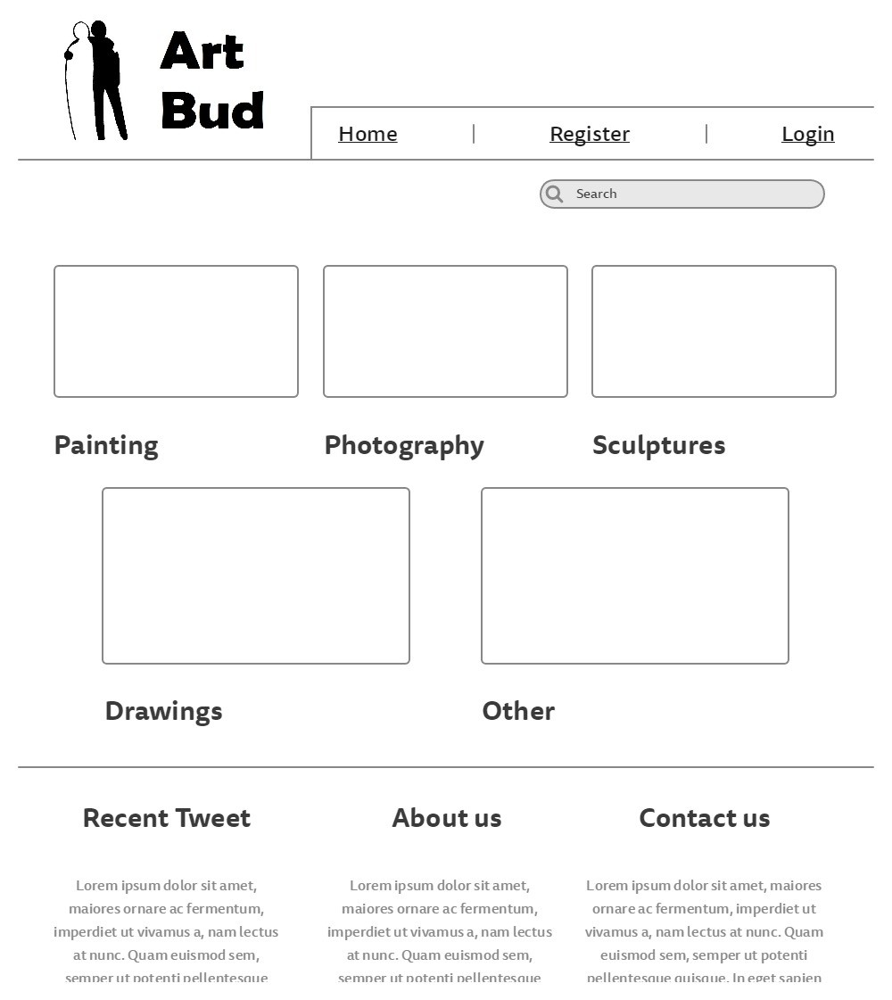 Art
Bud
Home | Register | Login
Search
Painting
Photography
Sculptures
Drawings
Other
Recent Tweet
About us
Contact us
Lorem ipsum dolor sit amet,
maiores ornare ac fermentum,
imperdiet ut vivamus a, nam lectus
at nunc. Quam euismod sem,
semper ut potenti pellentesque
Lorem ipsum dolor sit amet,
maiores ornare ac fermentum,
imperdiet ut vivamus a, nam lectus
at nunc. Quam euismod sem,
semper ut potenti pellentesque
Lorem ipsum dolor sit amet, maiores
ornare ac fermentum, imperdiet ut
vivamus a, nam lectus at nunc. Quam
euismod sem, semper ut potenti
pellentesque quisque. In eget sapien